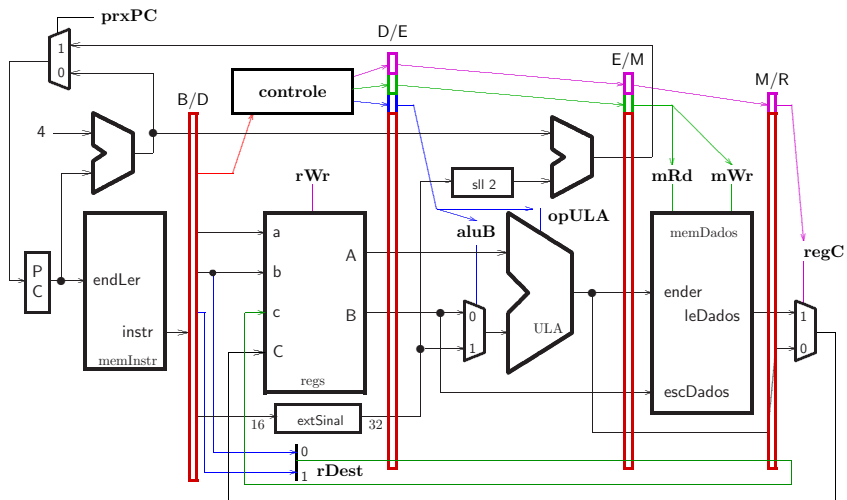 prxPC
D/E
E/M
M/R
B/D
1
0
controle
4
sll 2
rWr
mRd
mWr
opULA
aluB
regC
P
C
endLer
instr
memInstr
a
b
c
C
A
B
regs
0
1
ULA
memDados
ender
leDados
escDados
1
0
16
extSinal
32
0
1
rDest